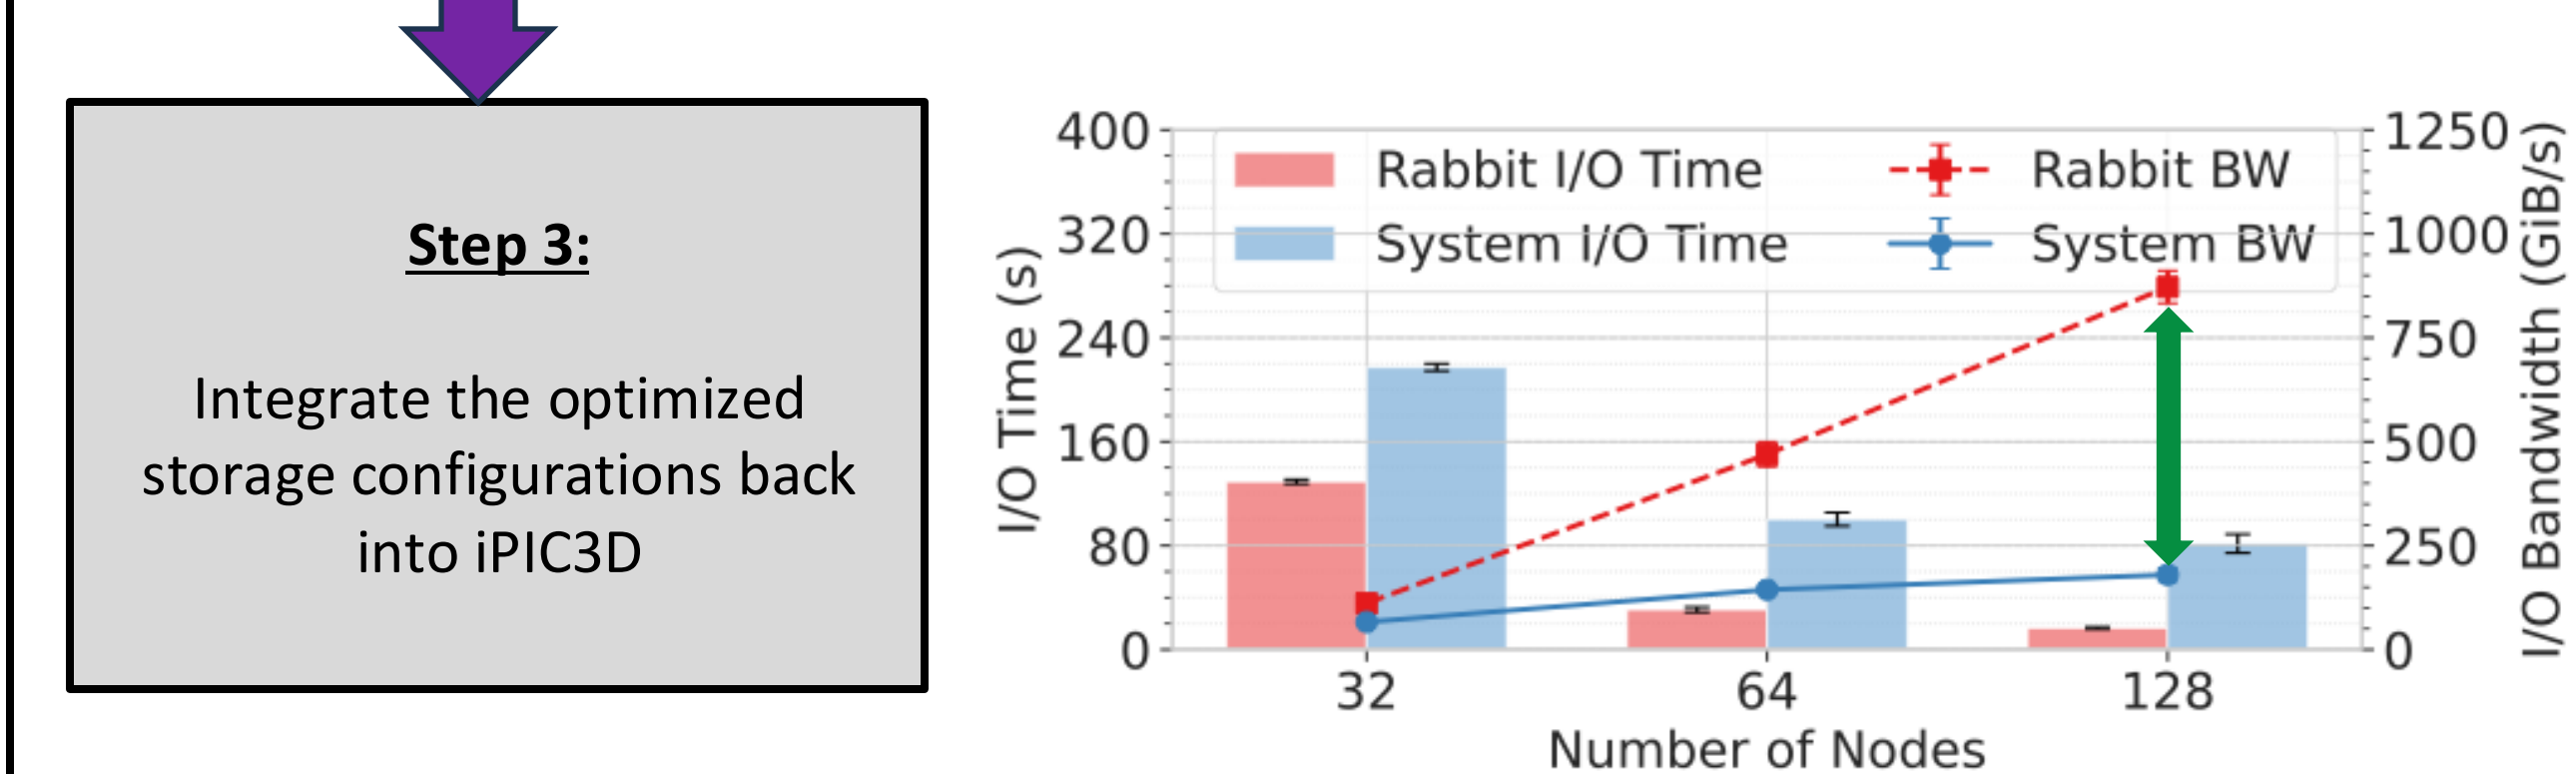 Step 3:
Integrate the optimized
storage configurations back
into iPIC3D
I/O Time (s)
400
320
240
160
80
0
Rabbit I/O Time
System I/O Time
Rabbit BW
System BW
1250
1000
750
500
250
0
I/O Bandwidth (GiB/s)
32 64 128
Number of Nodes